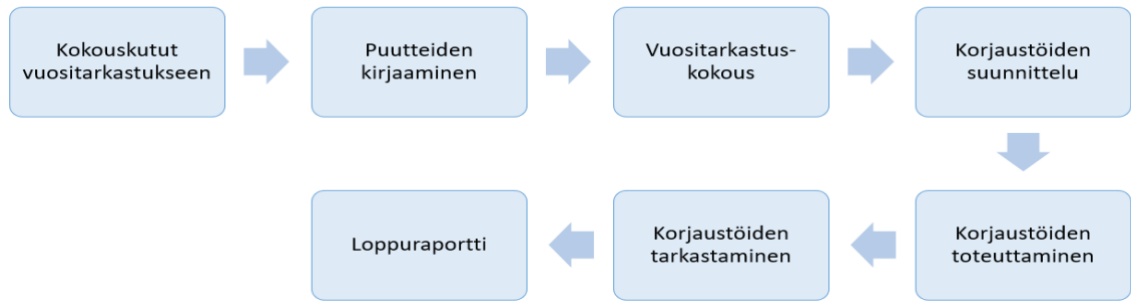 Kokouskutut
vuositarkastukseen
Puutteiden
kirjaaminen
Vuositarkastus-
kokous
Korjaustöiden
suunnittelu
Korjaustöiden
toteuttaminen
Korjaustöiden
tarkastaminen
Loppuraportti